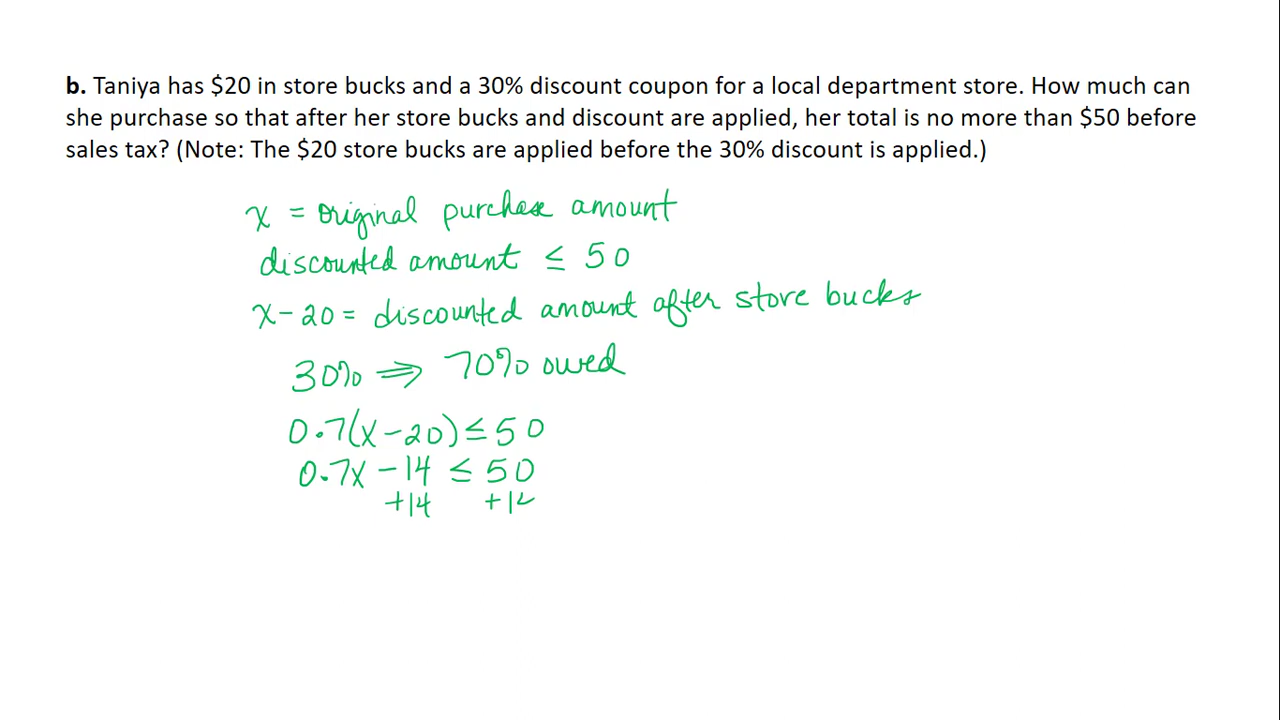 b. Taniya has $20 in store bucks and a 30% discount coupon for a local department store. How much can
she purchase so that after her store bucks and discount are applied, her total is no more than $50 before
sales tax? (Note: The $20 store bucks are applied before the 30% discount is applied.)
x = original purchase amount
discounted amount ≤ 50
x - 20 = discounted amount after store bucks
30% ⇒ 70% owed
0.7(x - 20) ≤ 50
0.7x - 14 ≤ 50
+14 +14